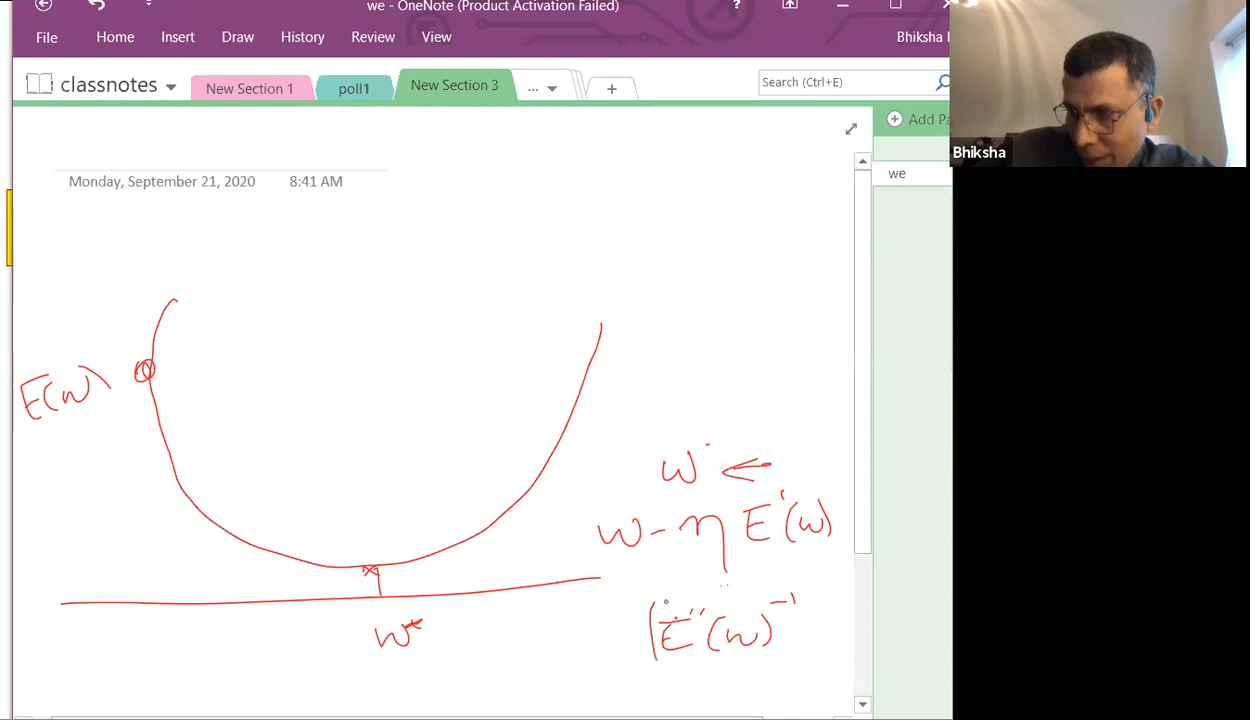 we - OneNote (Product Activation Failed)
?
File Home Insert Draw History Review View
Bhiksha
classnotes
New Section 1
poll1
New Section 3
...
+
Search (Ctrl+E)
Add Pa
Bhiksha
we
Monday, September 21, 2020 8:41 AM
E(w)
w ←
w - η E'(w)
E''(w)⁻¹
w*